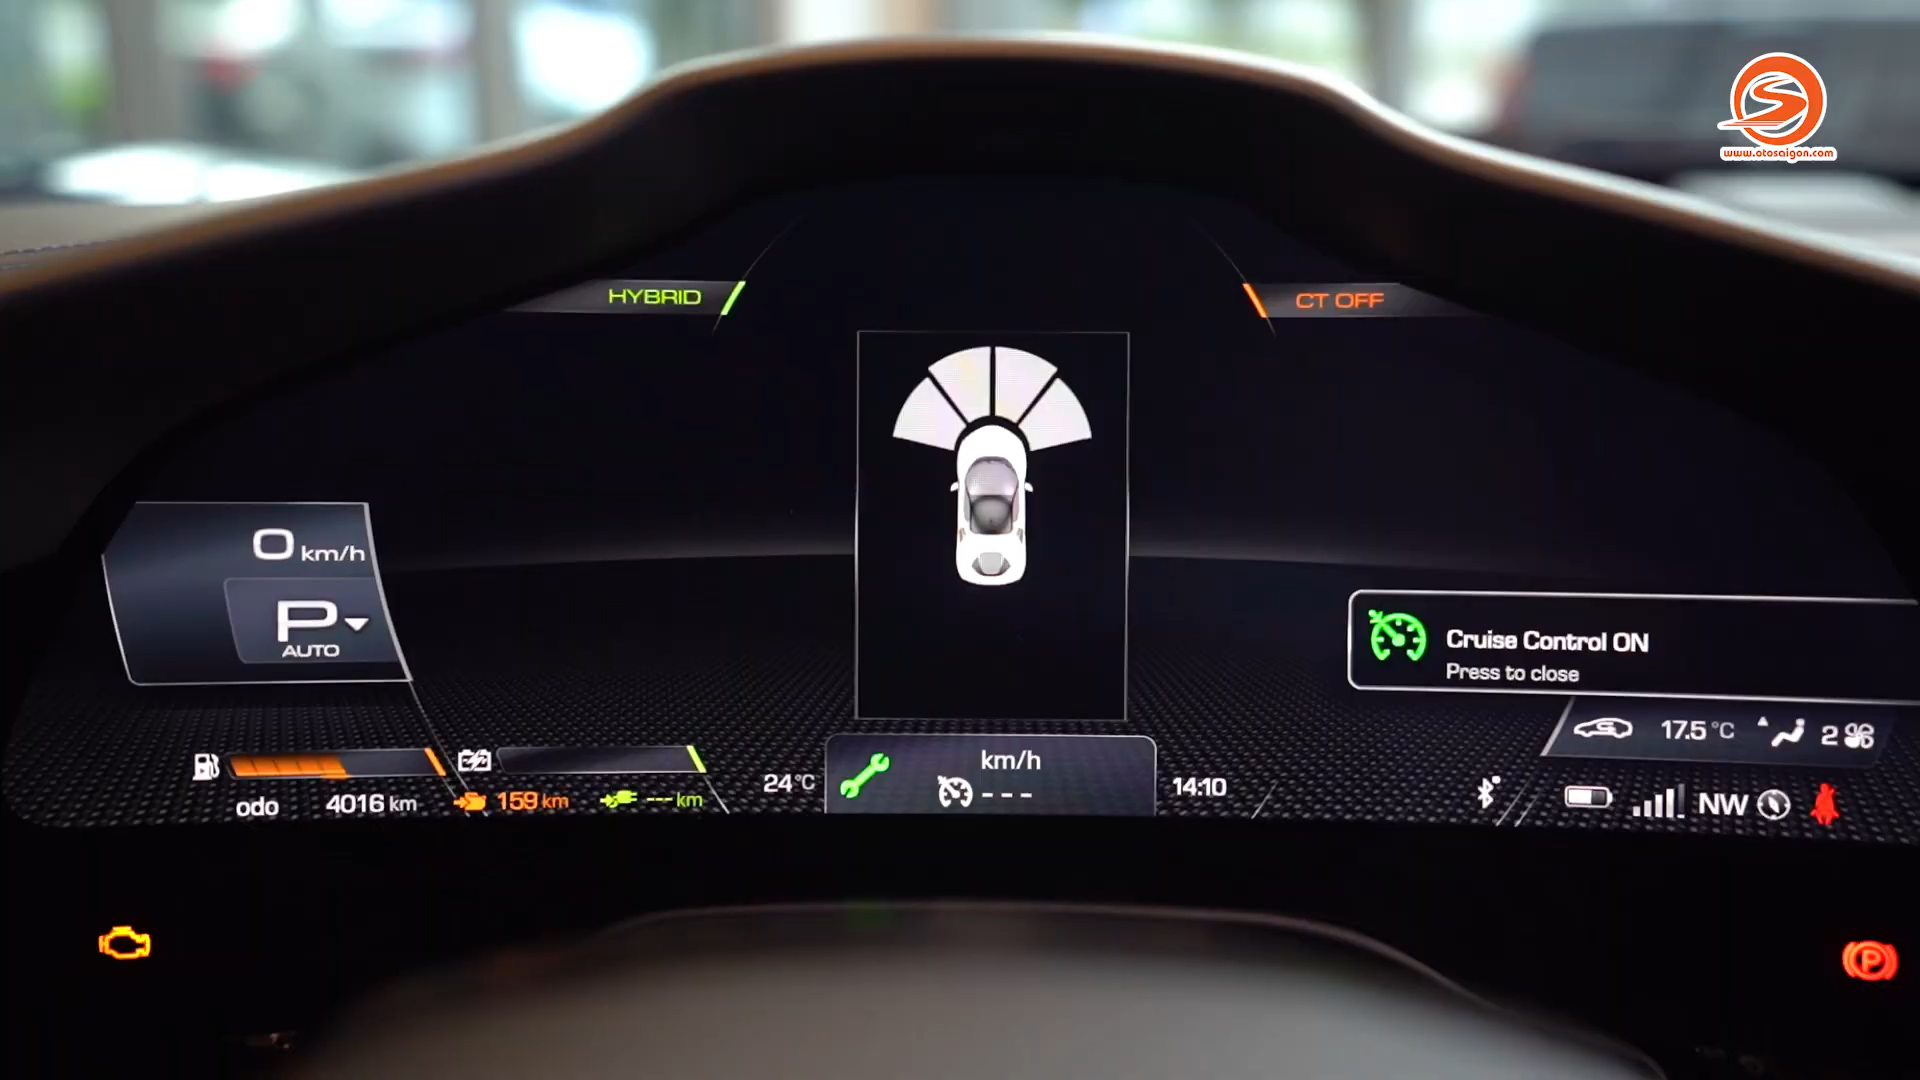 www.otosaigon.com
HYBRID
CT OFF
0 km/h
P
AUTO
Cruise Control ON
Press to close
17.5 °C 2
odo 4016 km 159 km --- km
24°C
km/h
---
14:10
NW
P